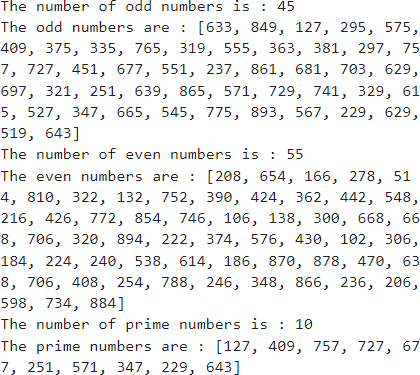 The number of odd numbers is : 45
The odd numbers are : [633, 849, 127, 295, 575,
409, 375, 335, 765, 319, 555, 363, 381, 297, 75
7, 727, 451, 677, 551, 237, 861, 681, 703, 629,
697, 321, 251, 639, 865, 571, 729, 741, 329, 61
5, 527, 347, 665, 545, 775, 893, 567, 229, 629,
519, 643]
The number of even numbers is : 55
The even numbers are : [208, 654, 166, 278, 51
4, 810, 322, 132, 752, 390, 424, 362, 442, 548,
216, 426, 772, 854, 746, 106, 138, 300, 668, 66
8, 706, 320, 894, 222, 374, 576, 430, 102, 306,
184, 224, 240, 538, 614, 186, 870, 878, 470, 63
8, 706, 408, 254, 788, 246, 348, 866, 236, 206,
598, 734, 884]
The number of prime numbers is : 10
The prime numbers are : [127, 409, 757, 727, 67
7, 251, 571, 347, 229, 643]